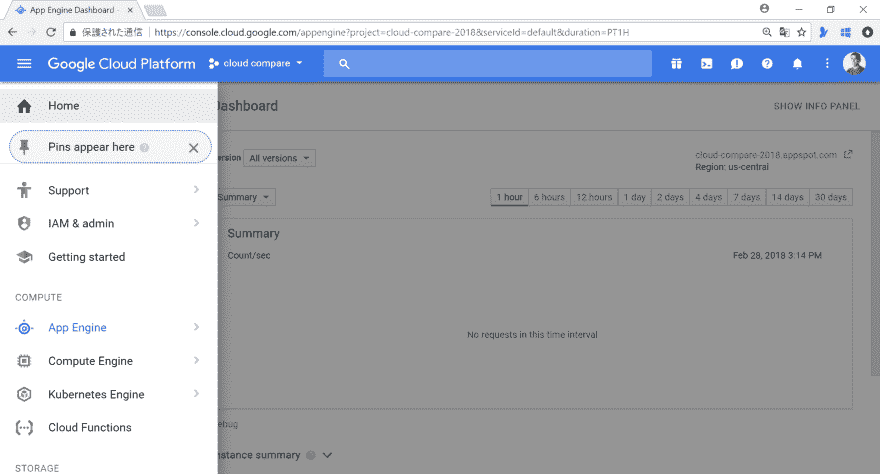 App Engine Dashboard
保護された通信 https://console.cloud.google.com/appengine?project=cloud-compare-2018&serviceId=default&duration=PT1H
Google Cloud Platform cloud compare
Home
Dashboard
SHOW INFO PANEL
Pins appear here
ersion All versions
cloud-compare-2018.appspot.com
Region: us-central
Support
Summary
1 hour 6 hours 12 hours 1 day 2 days 4 days 7 days 14 days 30 days
IAM & admin
Summary
Getting started
Count/sec
Feb 28, 2018 3:14 PM
COMPUTE
App Engine
No requests in this time interval
Compute Engine
Kubernetes Engine
Cloud Functions
ebug
nstance summary
STORAGE